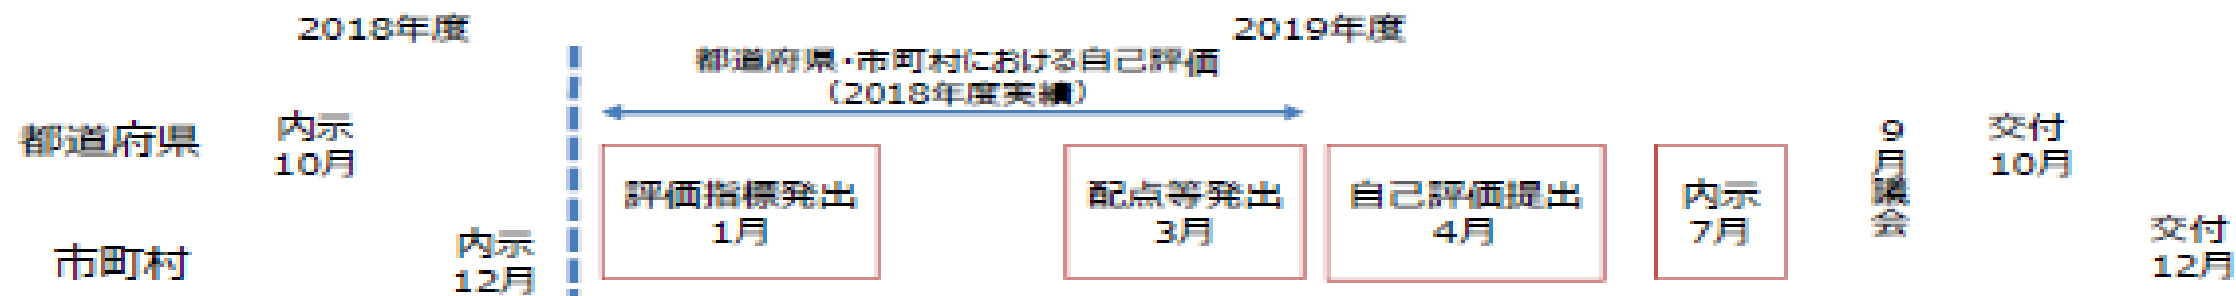 2018年度
2019年度
都道府県・市町村における自己評価
（2018年度実績）
都道府県
内示
10月
市町村
内示
12月
評価指標発出
1月
配点等発出
3月
自己評価提出
4月
内示
7月
9月議会
交付
10月
交付
12月